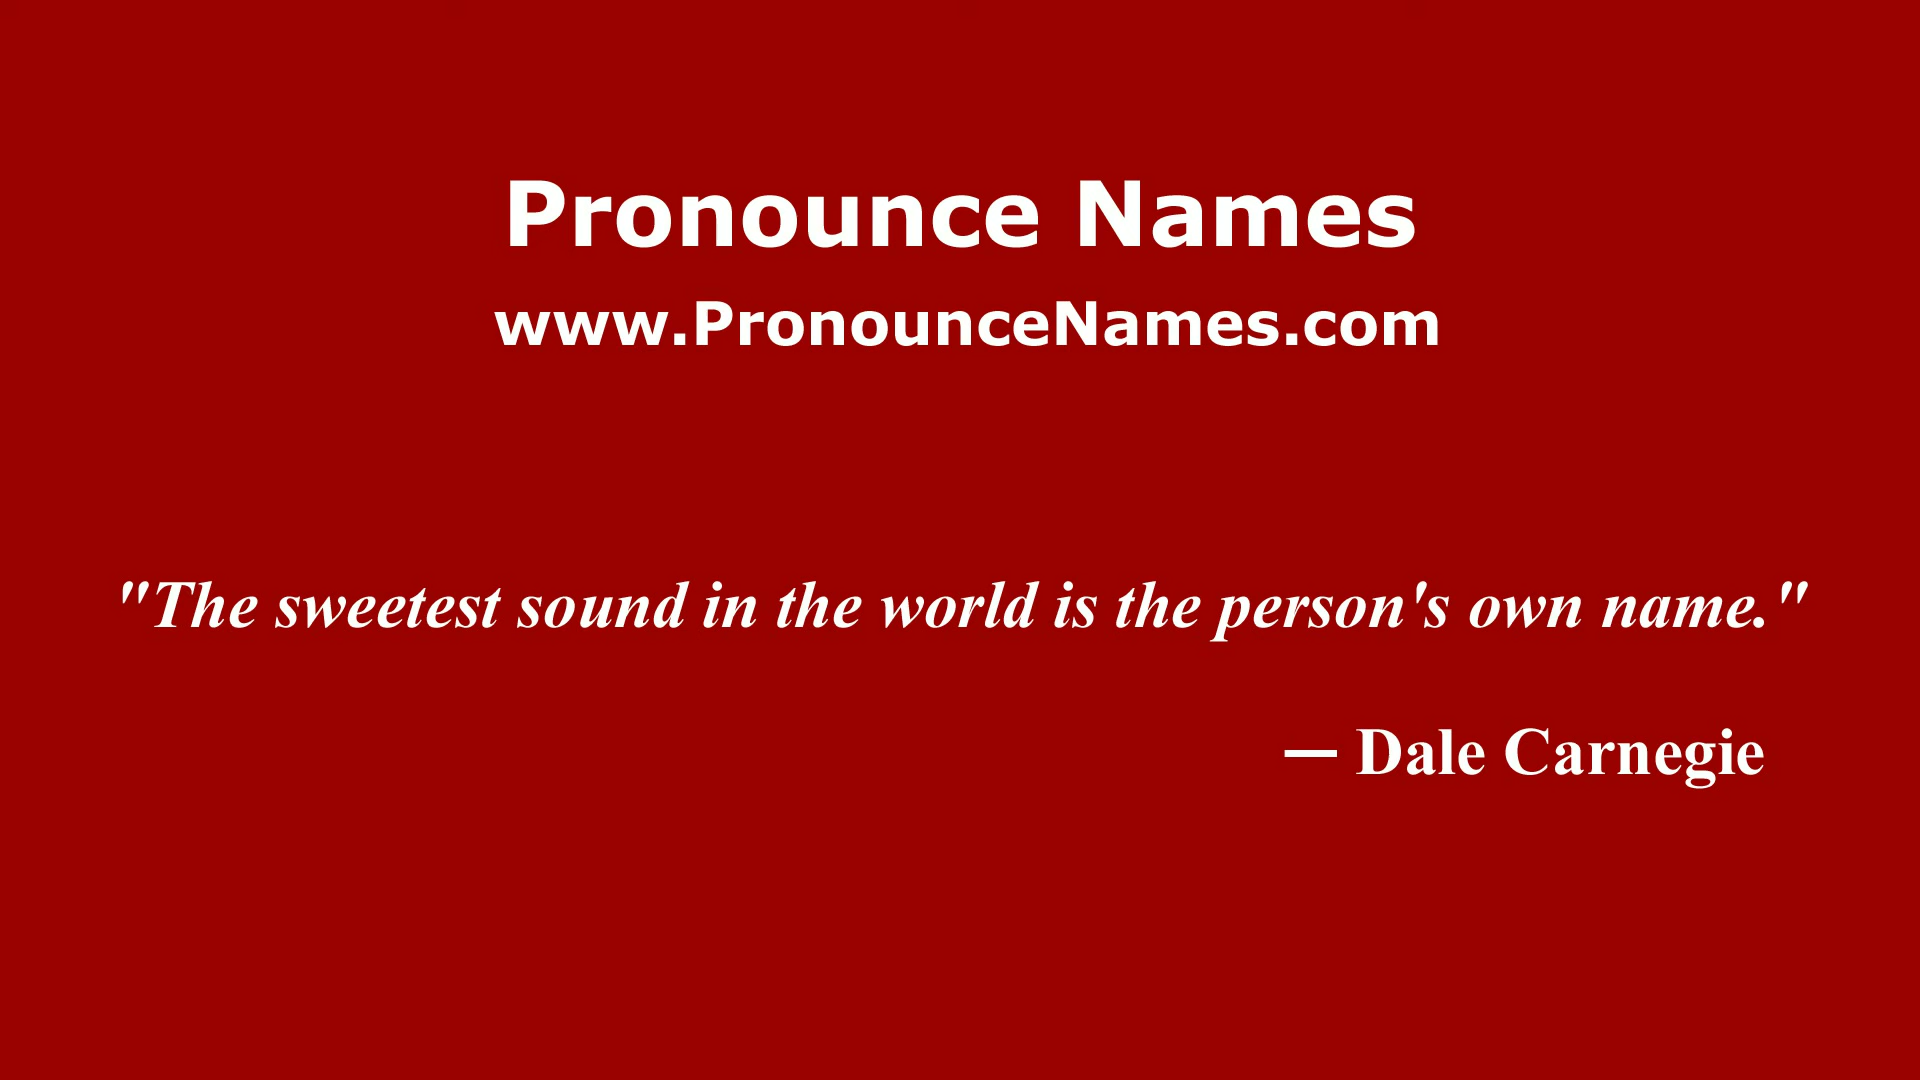 Pronounce Names
www.PronounceNames.com
"The sweetest sound in the world is the person's own name."
— Dale Carnegie